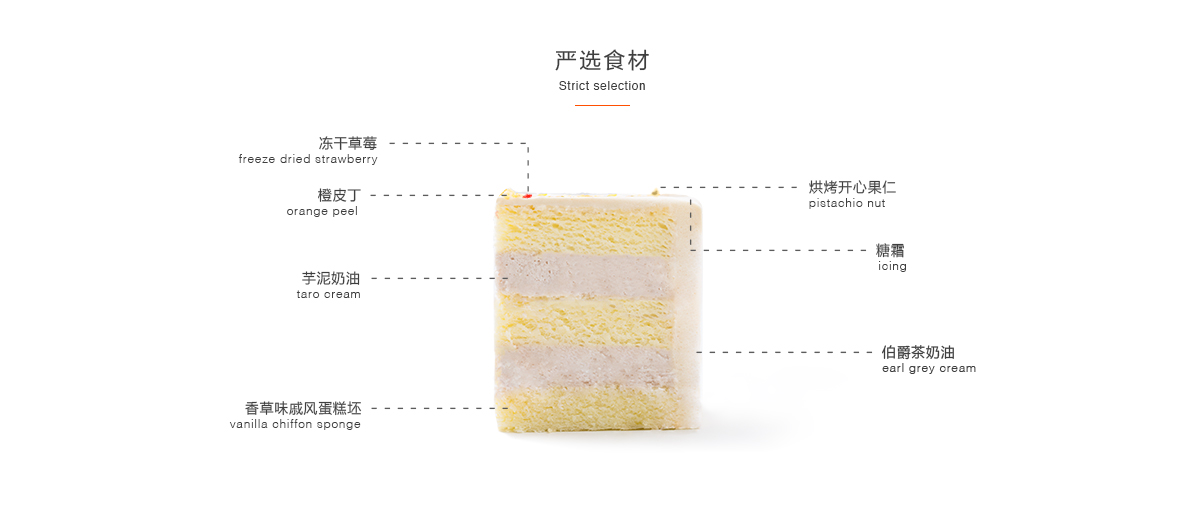 严选食材
Strict selection
冻干草莓
freeze dried strawberry
橙皮丁
orange peel
烘烤开心果仁
pistachio nut
糖霜
icing
芋泥奶油
taro cream
伯爵茶奶油
earl grey cream
香草味戚风蛋糕坯
vanilla chiffon sponge